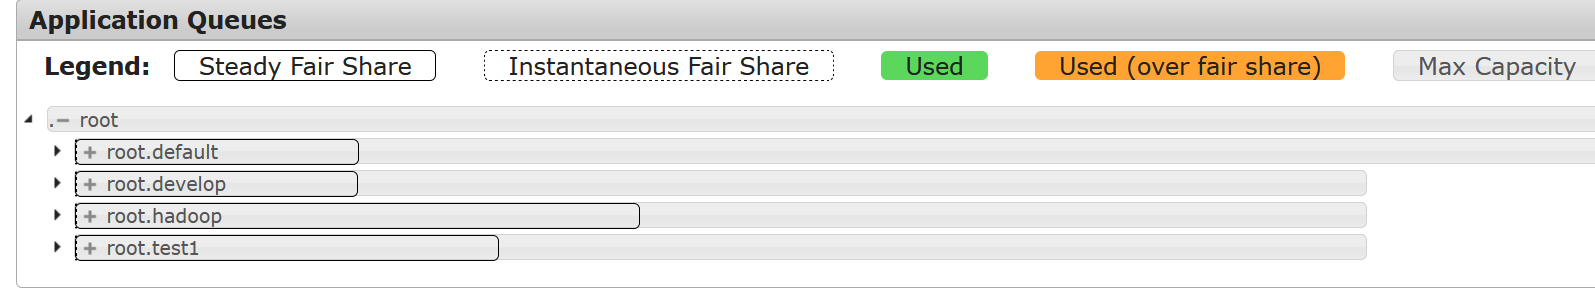 Application Queues
Legend: Steady Fair Share Instantaneous Fair Share Used Used (over fair share) Max Capacity
.− root
+ root.default
+ root.develop
+ root.hadoop
+ root.test1